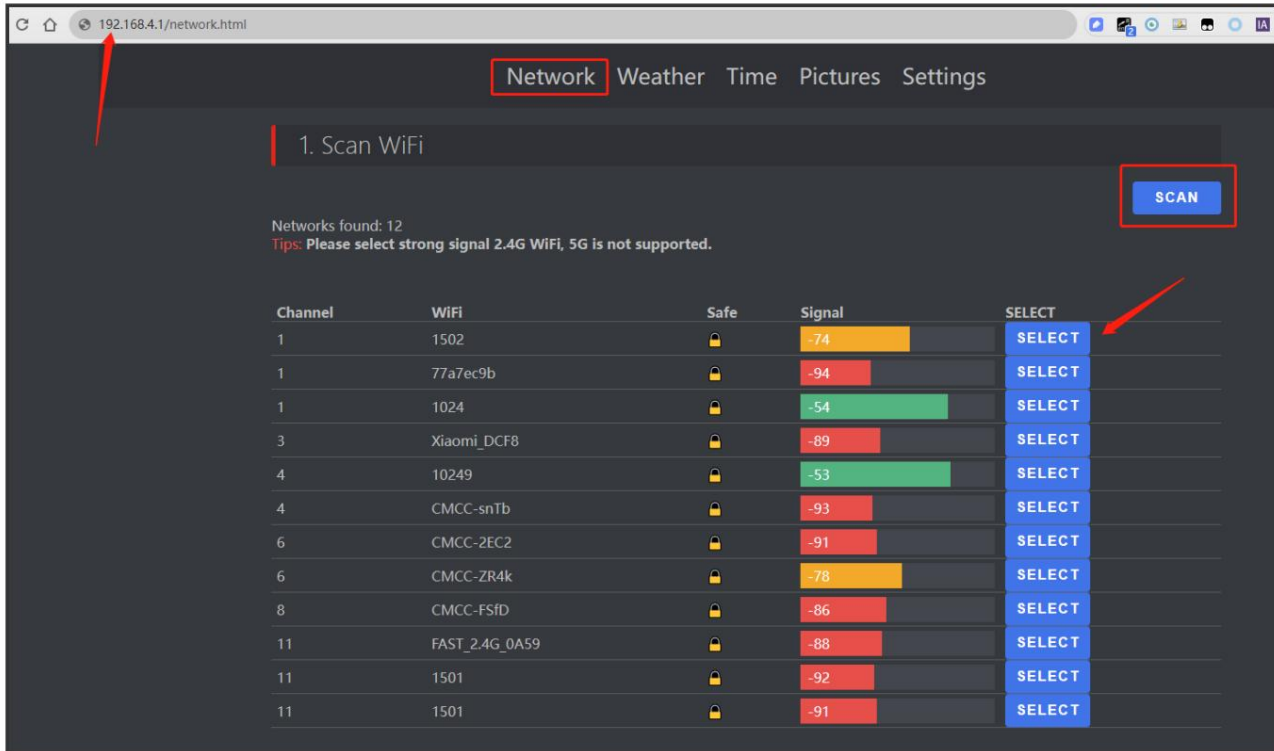 192.168.4.1/network.html
2
IA
Network Weather Time Pictures Settings
1. Scan WiFi
SCAN
Networks found: 12
Tips: Please select strong signal 2.4G WiFi, 5G is not supported.
Channel WiFi Safe Signal SELECT
1 1502 -74 SELECT
1 77a7ec9b -94 SELECT
1 1024 -54 SELECT
3 Xiaomi_DCF8 -89 SELECT
4 10249 -53 SELECT
4 CMCC-snTb -93 SELECT
6 CMCC-2EC2 -91 SELECT
6 CMCC-ZR4k -78 SELECT
8 CMCC-FSfD -86 SELECT
11 FAST_2.4G_0A59 -88 SELECT
11 1501 -92 SELECT
11 1501 -91 SELECT